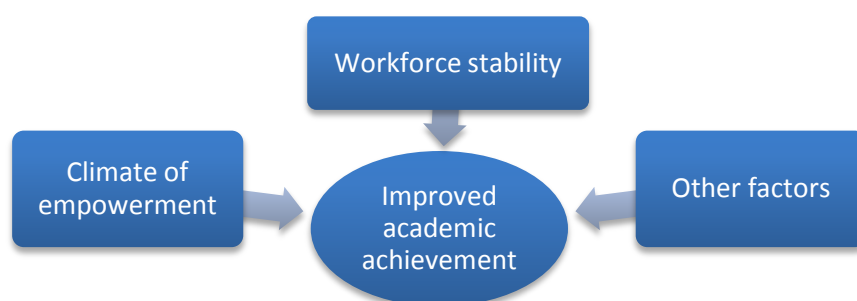 Workforce stability
Climate of
empowerment
Improved
academic
achievement
Other factors